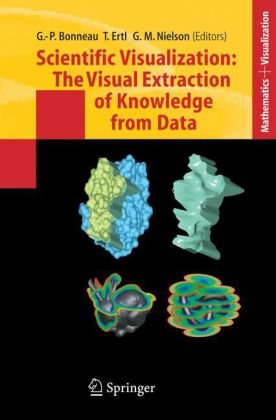 G.-P. Bonneau T. Ertl G. M. Nielson (Editors)
Scientific Visualization:
The Visual Extraction
of Knowledge
from Data
Mathematics+Visualization
Springer